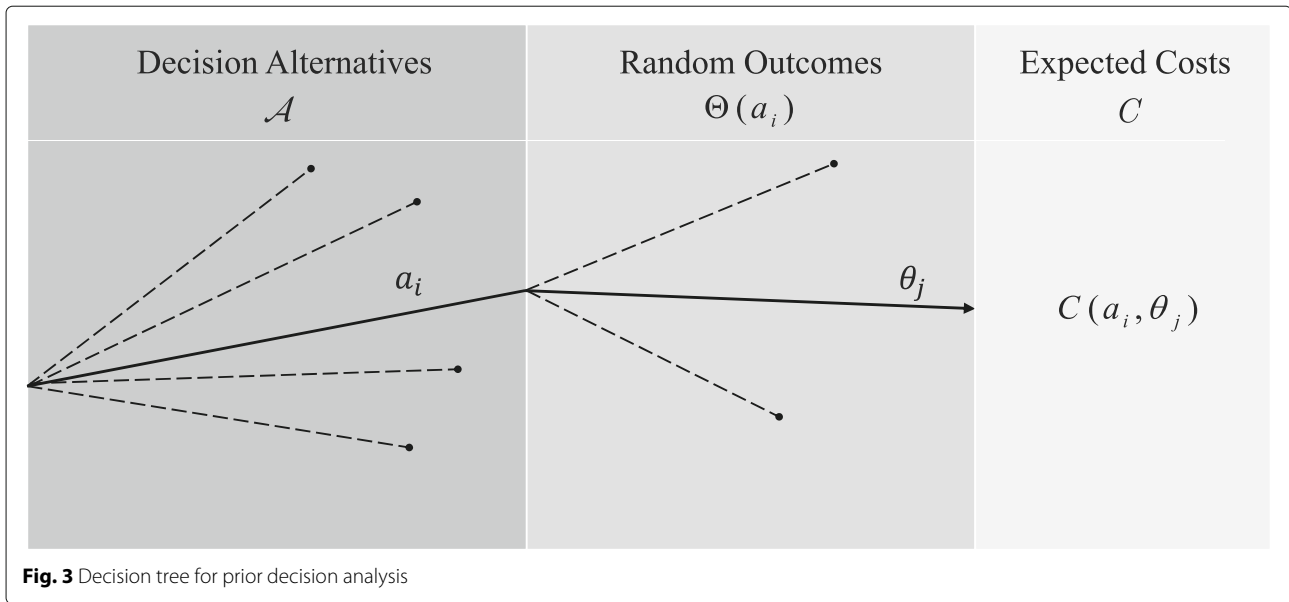 Decision Alternatives
𝒜
Random Outcomes
Θ(a_i)
Expected Costs
C
a_i
θ_j
C(a_i, θ_j)
Fig. 3 Decision tree for prior decision analysis